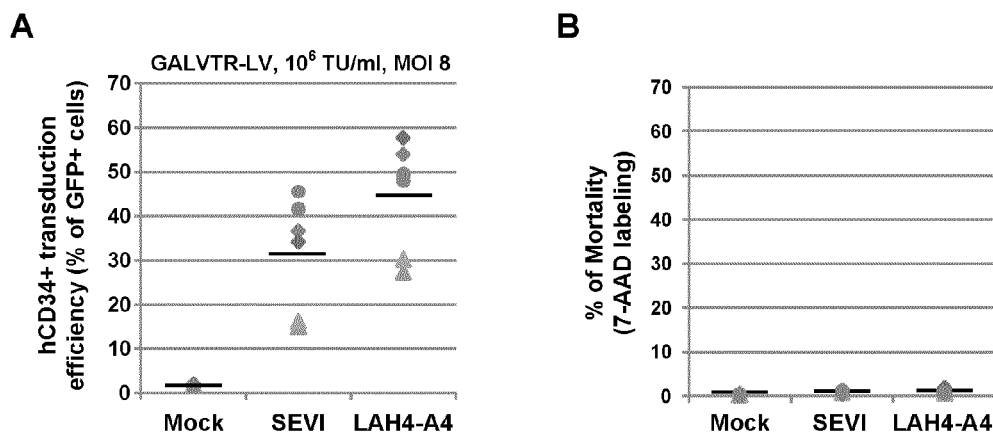 A
GALVTR-LV, 10⁶ TU/ml, MOI 8
hCD34+ transduction
efficiency (% of GFP+ cells)
70
60
50
40
30
20
10
0
Mock
SEVI
LAH4-A4
B
% of Mortality
(7-AAD labeling)
70
60
50
40
30
20
10
0
Mock
SEVI
LAH4-A4